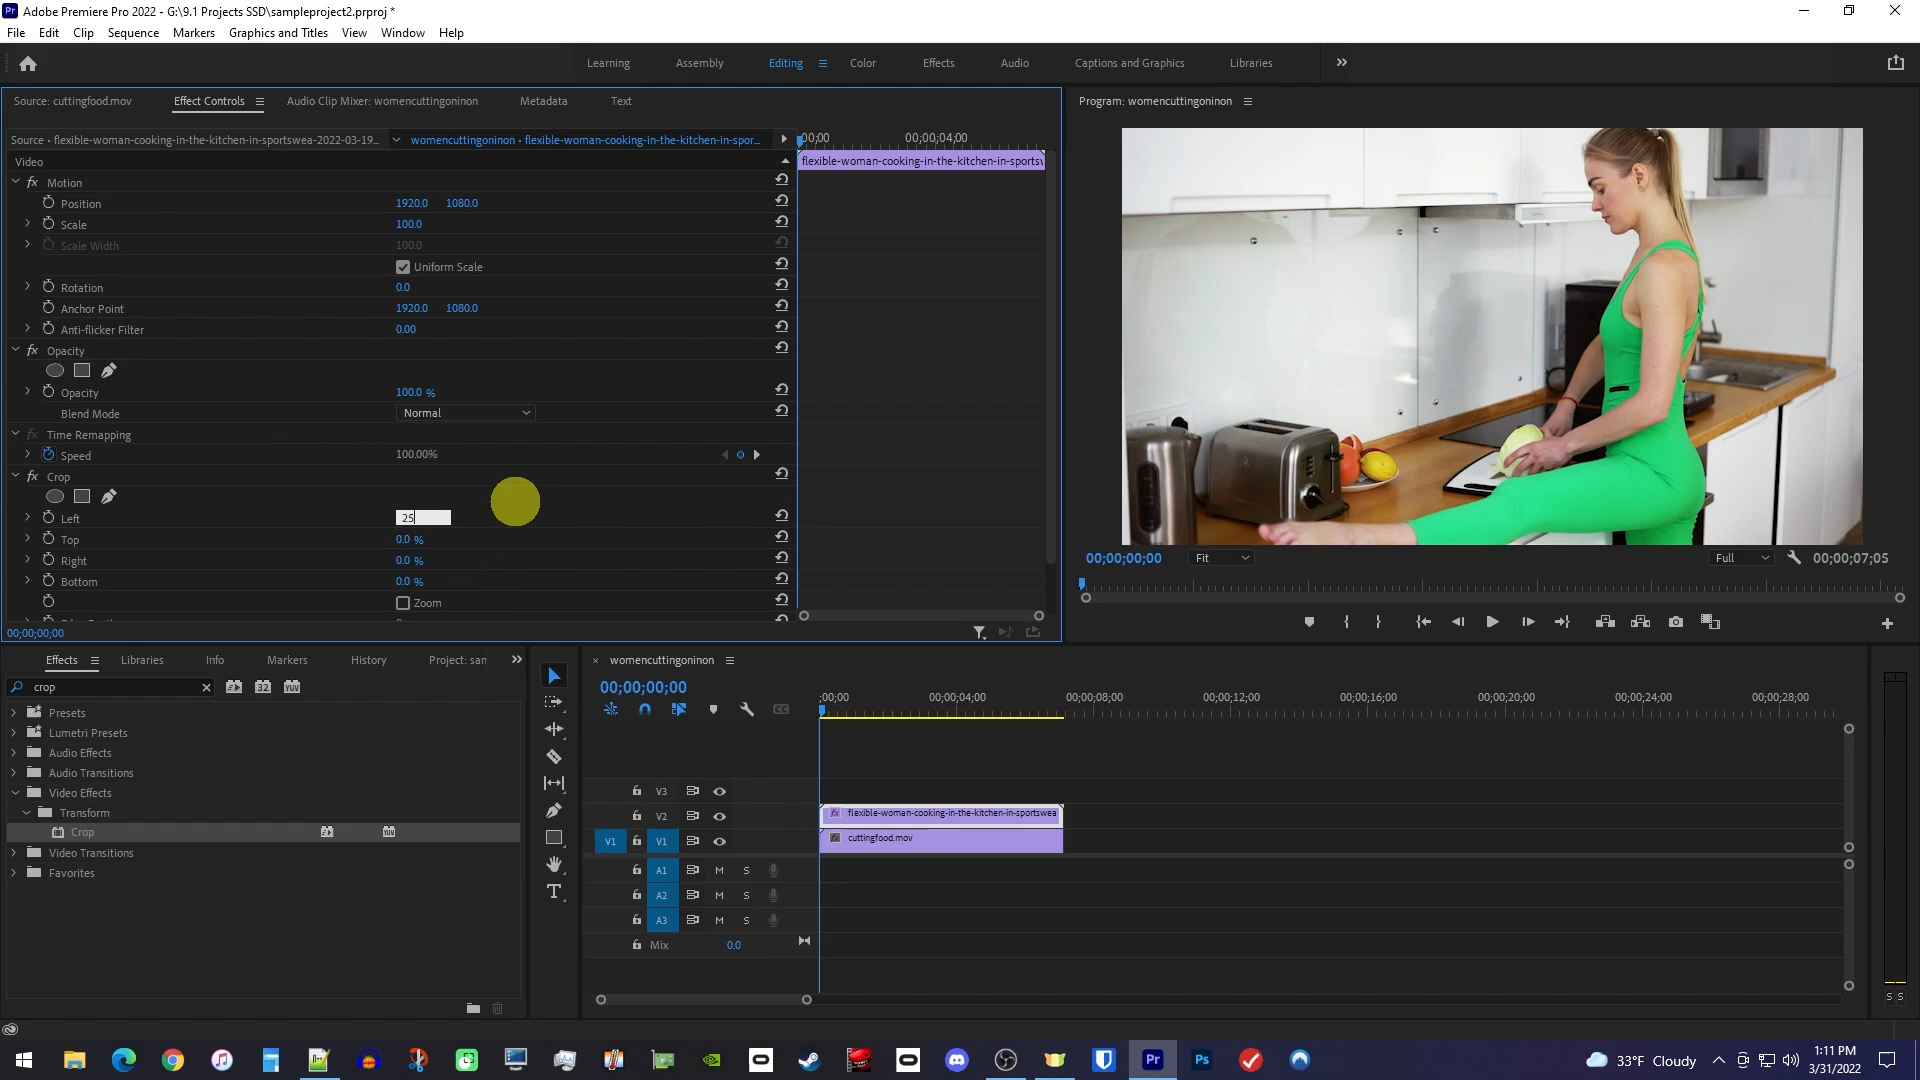 Adobe Premiere Pro 2022 - G:\9.1 Projects SSD\sampleproject2.prproj *
File Edit Clip Sequence Markers Graphics and Titles View Window Help
Learning Assembly Editing Color Effects Audio Captions and Graphics Libraries
Source: cuttingfood.mov Effect Controls Audio Clip Mixer: womencuttingoninon Metadata Text
Program: womencuttingoninon
Source • flexible-woman-cooking-in-the-kitchen-in-sportswea-2022-03-19... womencuttingoninon • flexible-woman-cooking-in-the-kitchen-in-spor...
:00;00 00;00;04;00
Video
flexible-woman-cooking-in-the-kitchen-in-sportsw
fx Motion
Position 1920.0 1080.0
Scale 100.0
Scale Width 100.0
Uniform Scale
Rotation 0.0
Anchor Point 1920.0 1080.0
Anti-flicker Filter 0.00
fx Opacity
Opacity 100.0 %
Blend Mode Normal
fx Time Remapping
Speed 100.00%
fx Crop
Left 25
Top 0.0 %
Right 0.0 %
Bottom 0.0 %
Zoom
00;00;00;00
00;00;00;00 Fit Full 00;00;07;05
Effects Libraries Info Markers History Project: sar
crop 32 YUV
Presets
Lumetri Presets
Audio Effects
Audio Transitions
Video Effects
Transform
Crop
Video Transitions
Favorites
womencuttingoninon
00;00;00;00
;00;00 00;00;04;00 00;00;08;00 00;00;12;00 00;00;16;00 00;00;20;00 00;00;24;00 00;00;28;00
V3
V2 fx flexible-woman-cooking-in-the-kitchen-in-sportswea
V1 V1 fx cuttingfood.mov
A1 M S
A2 M S
A3 M S
Mix 0.0
S S
Pr Ps
33°F Cloudy
1:11 PM
3/31/2022